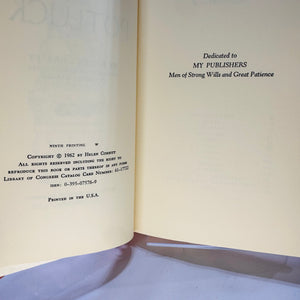 NINTH PRINTING W
COPYRIGHT © 1962 BY HELEN CORBITT
ALL RIGHTS RESERVED INCLUDING THE RIGHT TO
REPRODUCE THIS BOOK OR PARTS THEREOF IN ANY FORM
LIBRARY OF CONGRESS CATALOG CARD NUMBER:
ISBN: 0-395-07578-9
PRINTED IN THE U.S.A.
Dedicated to
MY PUBLISHERS
Men of Strong Wills and Great Patience